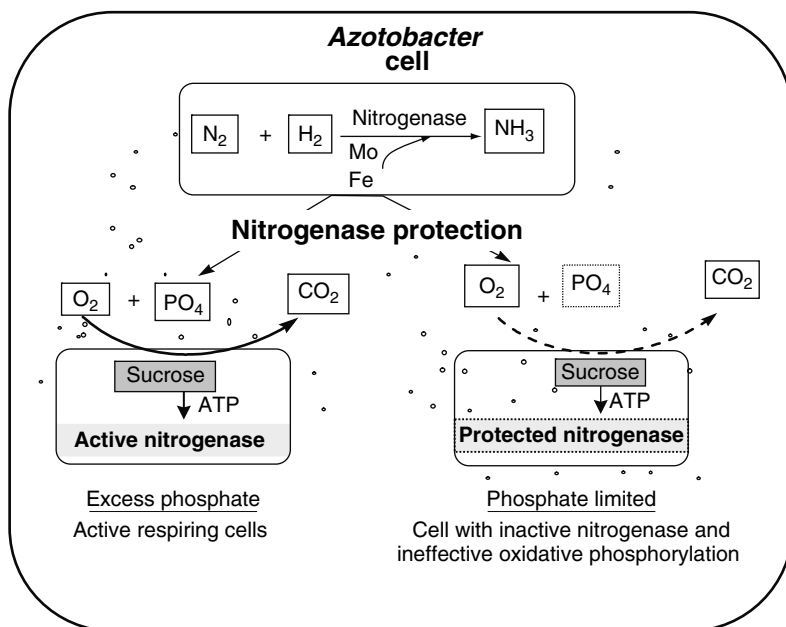 Azotobacter
cell
N2 + H2 Nitrogenase NH3
Mo
Fe
Nitrogenase protection
O2 + PO4 CO2
Sucrose
ATP
Active nitrogenase
Excess phosphate
Active respiring cells
O2 + PO4 CO2
Sucrose
ATP
Protected nitrogenase
Phosphate limited
Cell with inactive nitrogenase and
ineffective oxidative phosphorylation